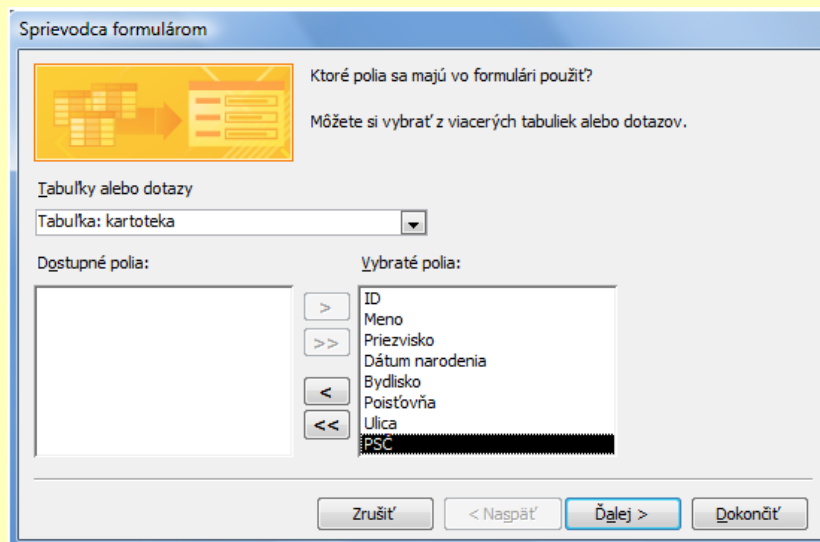 Sprievodca formulárom
Ktoré polia sa majú vo formulári použiť?
Môžete si vybrať z viacerých tabuliek alebo dotazov.
Tabuľky alebo dotazy
Tabuľka: kartoteka
Dostupné polia:
Vybraté polia:
>
>>
<
<<
ID
Meno
Priezvisko
Dátum narodenia
Bydlisko
Poisťovňa
Ulica
PSČ
Zrušiť
< Naspäť
Ďalej >
Dokončiť